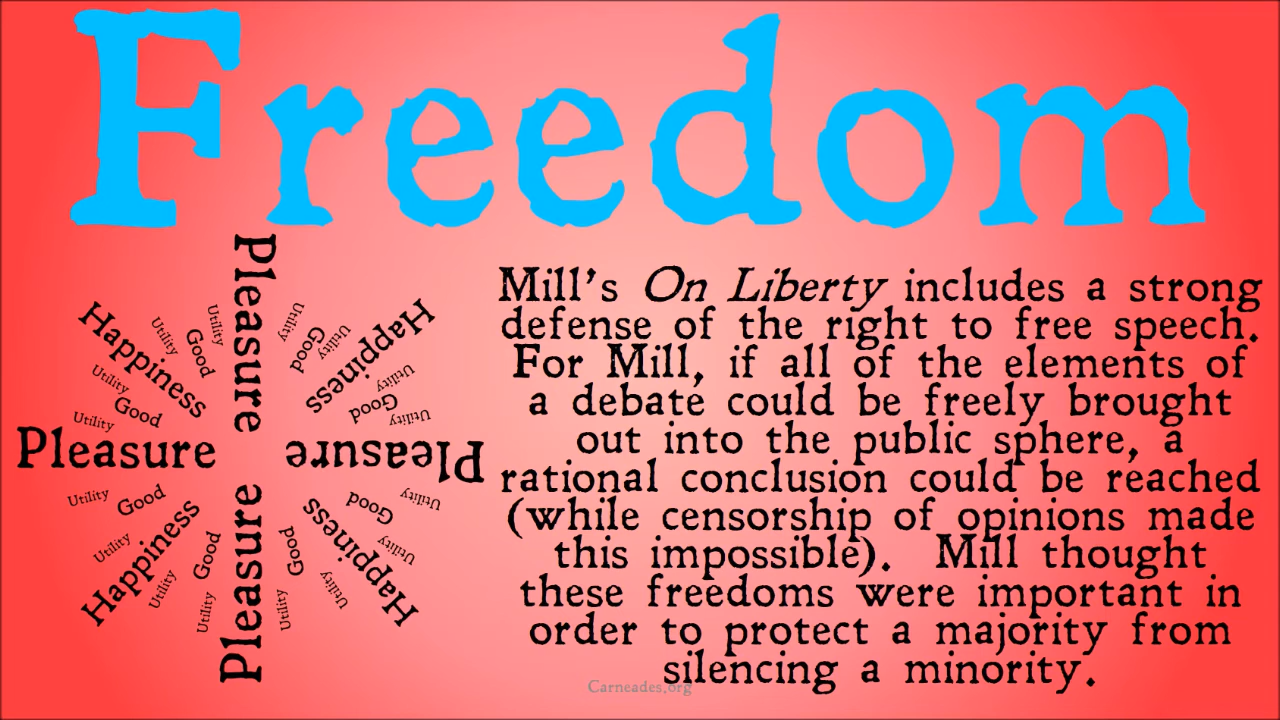 Freedom
Pleasure
Happiness
Utility
Good
Utility
Utility
Good
Utility
Happiness
Utility
Good
Utility
Utility
Good
Utility
Pleasure
Pleasure
Utility
Good
Utility
Happiness
Utility
Good
Utility
Pleasure
Utility
Good
Utility
Happiness
Utility
Good
Utility
Mill's On Liberty includes a strong
defense of the right to free speech.
For Mill, if all of the elements of
a debate could be freely brought
out into the public sphere, a
rational conclusion could be reached
(while censorship of opinions made
this impossible). Mill thought
these freedoms were important in
order to protect a majority from
silencing a minority.
Carneades.org